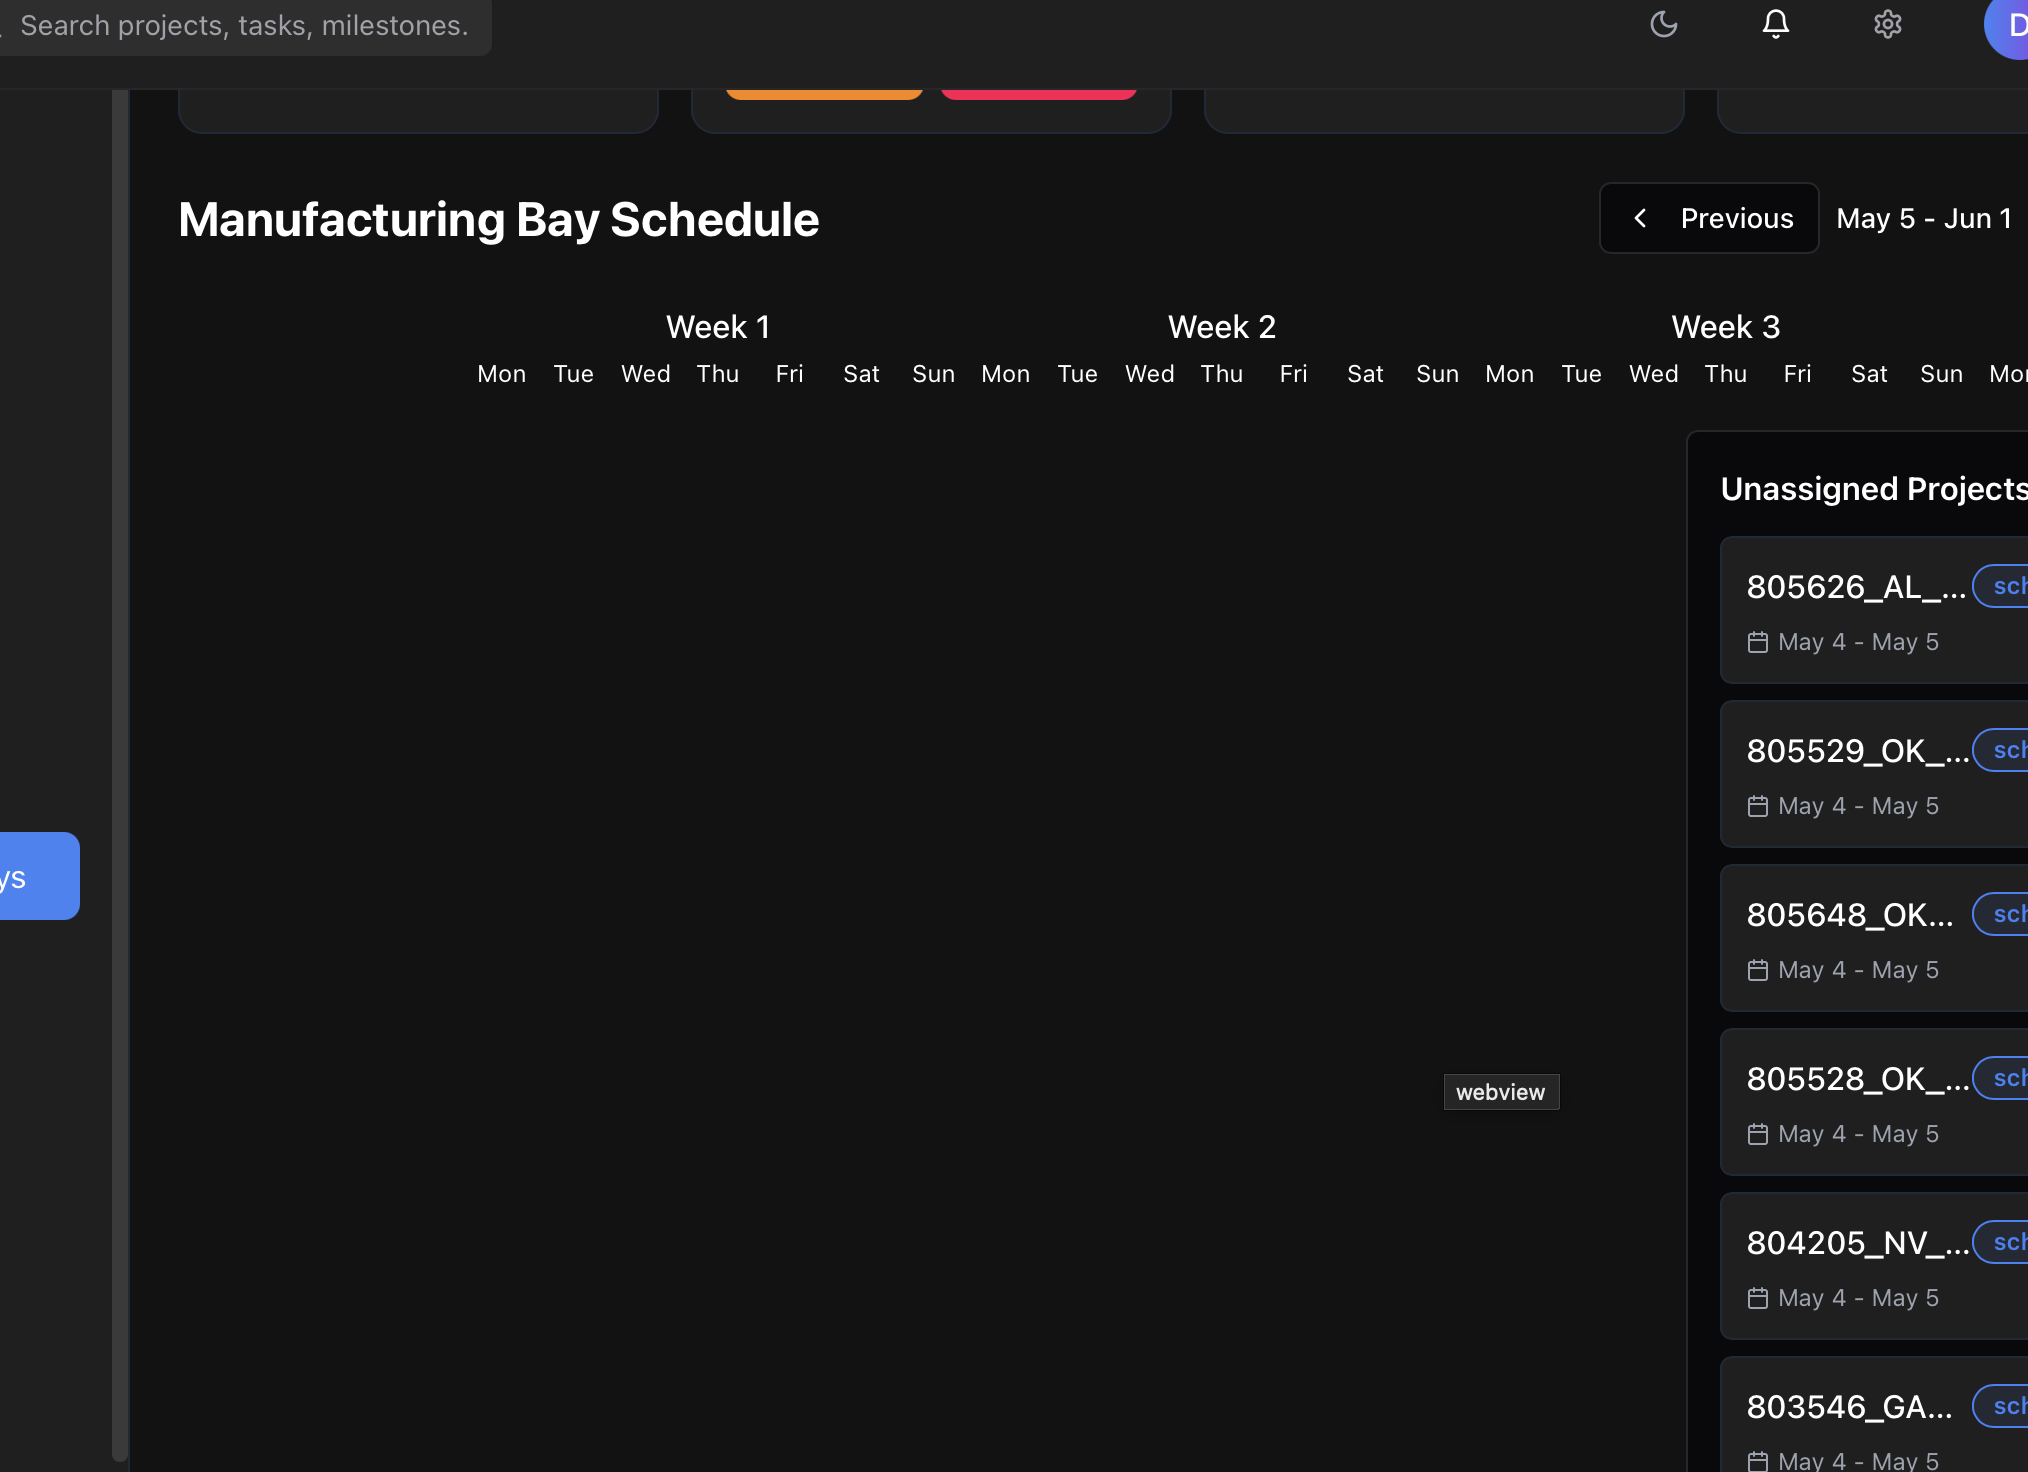 Search projects, tasks, milestones.
D
Manufacturing Bay Schedule
Previous
May 5 - Jun 1
Week 1
Week 2
Week 3
Mon Tue Wed Thu Fri Sat Sun Mon Tue Wed Thu Fri Sat Sun Mon Tue Wed Thu Fri Sat Sun Mon
Unassigned Projects
805626_AL_... sch
May 4 - May 5
805529_OK_... sch
May 4 - May 5
805648_OK... sch
May 4 - May 5
ys
805528_OK_... sch
May 4 - May 5
webview
804205_NV_... sch
May 4 - May 5
803546_GA... sch
May 4 - May 5